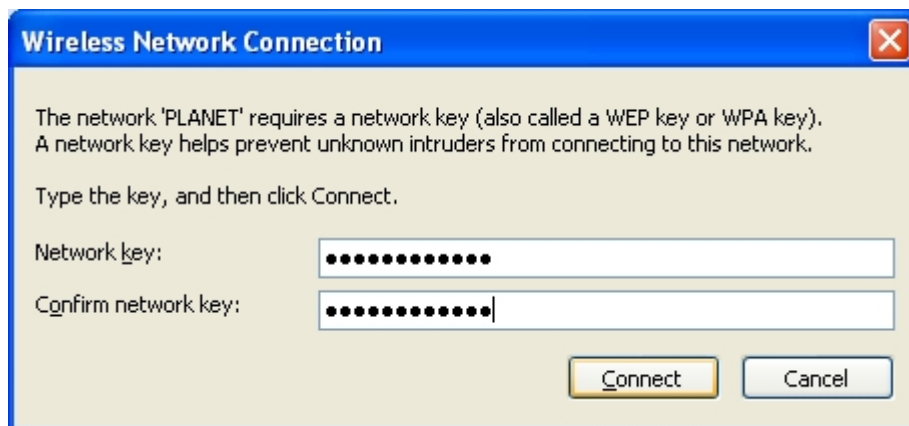 Wireless Network Connection
The network 'PLANET' requires a network key (also called a WEP key or WPA key).
A network key helps prevent unknown intruders from connecting to this network.
Type the key, and then click Connect.
Network key: ●●●●●●●●●●●●
Confirm network key: ●●●●●●●●●●●●
Connect Cancel